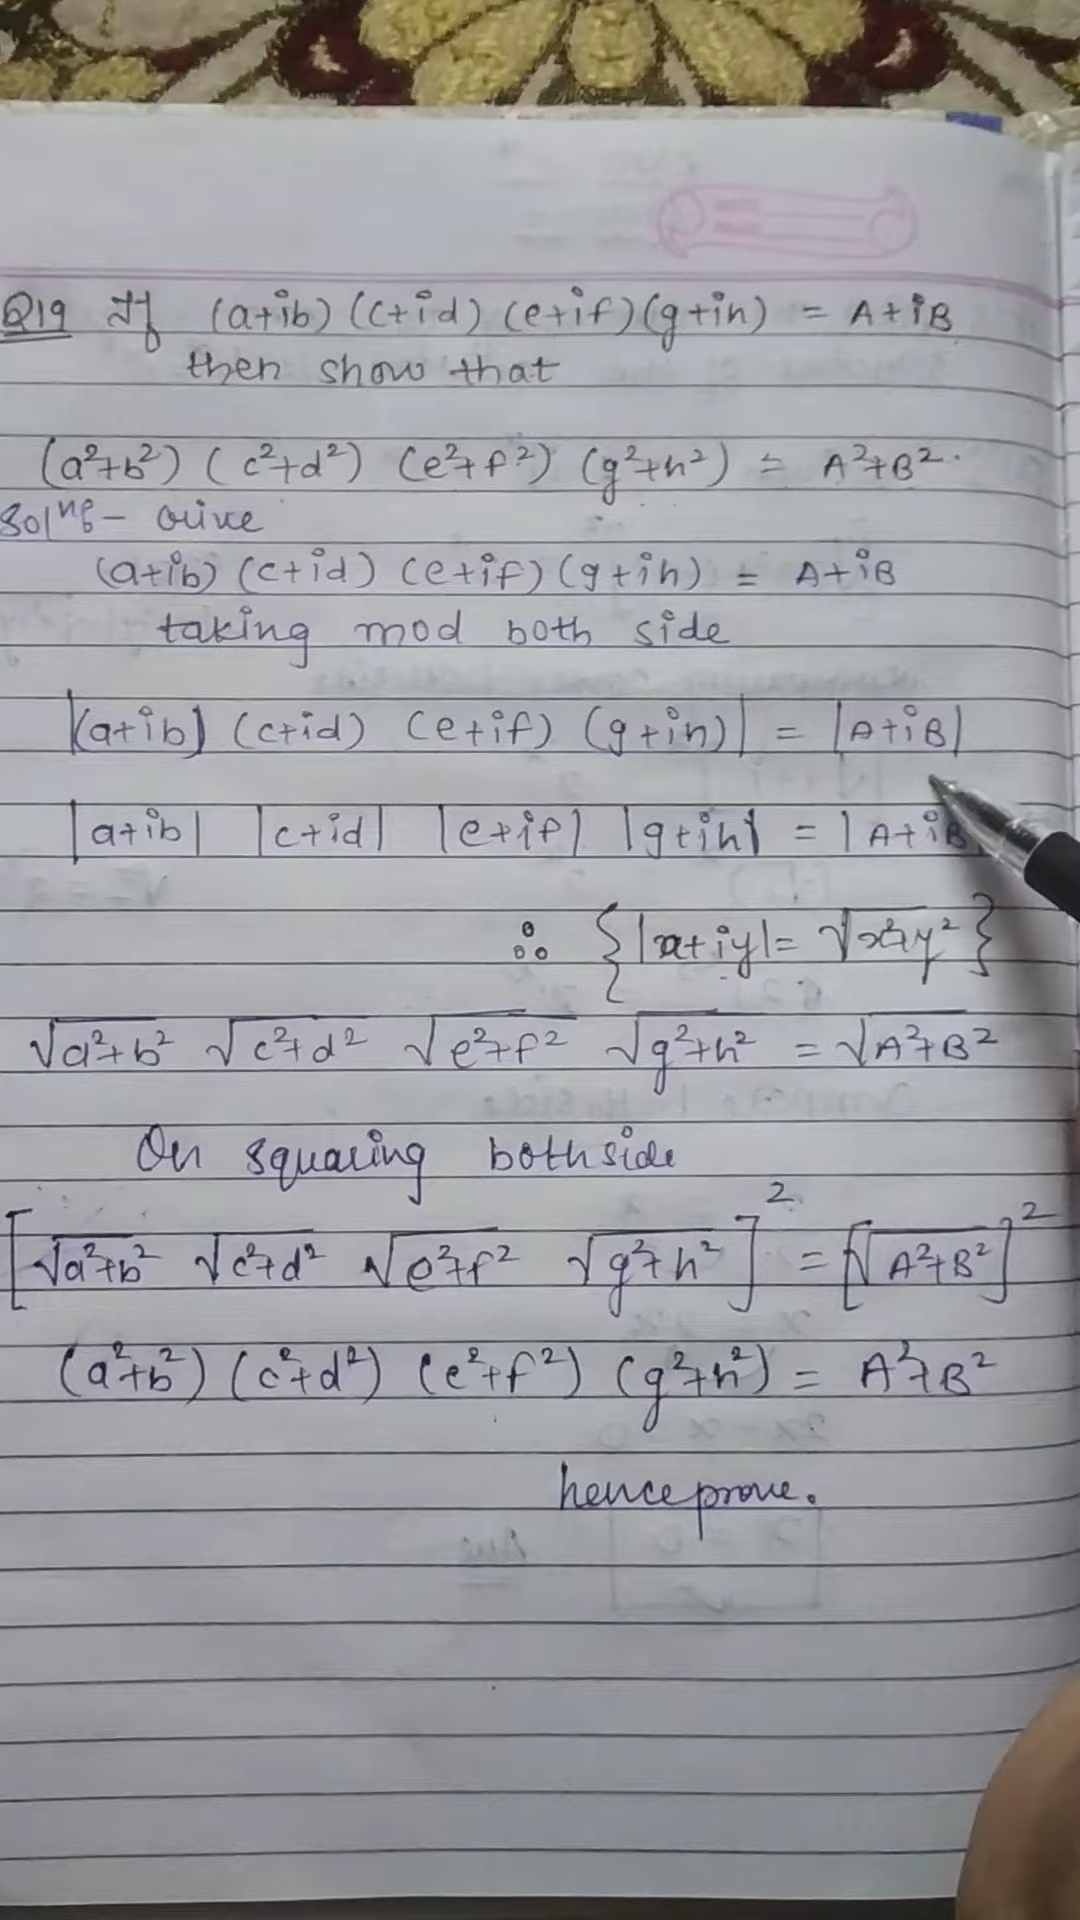 Q19 If (a+ib) (c+id) (e+if) (g+ih) = A+iB
then show that
(a²+b²) (c²+d²) (e²+f²) (g²+h²) = A²+B².
Solng - Give
(a+ib) (c+id) (e+if) (g+ih) = A+iB
taking mod both side
|(a+ib) (c+id) (e+if) (g+ih)| = |A+iB|
|a+ib| |c+id| |e+if| |g+ih| = |A+iB|
∴ {|x+iy| = √x²+y²}
√a²+b² √c²+d² √e²+f² √g²+h² = √A²+B²
On squaring both side
[√a²+b² √c²+d² √e²+f² √g²+h²]² = [√A²+B²]²
(a²+b²) (c²+d²) (e²+f²) (g²+h²) = A²+B²
hence prove.